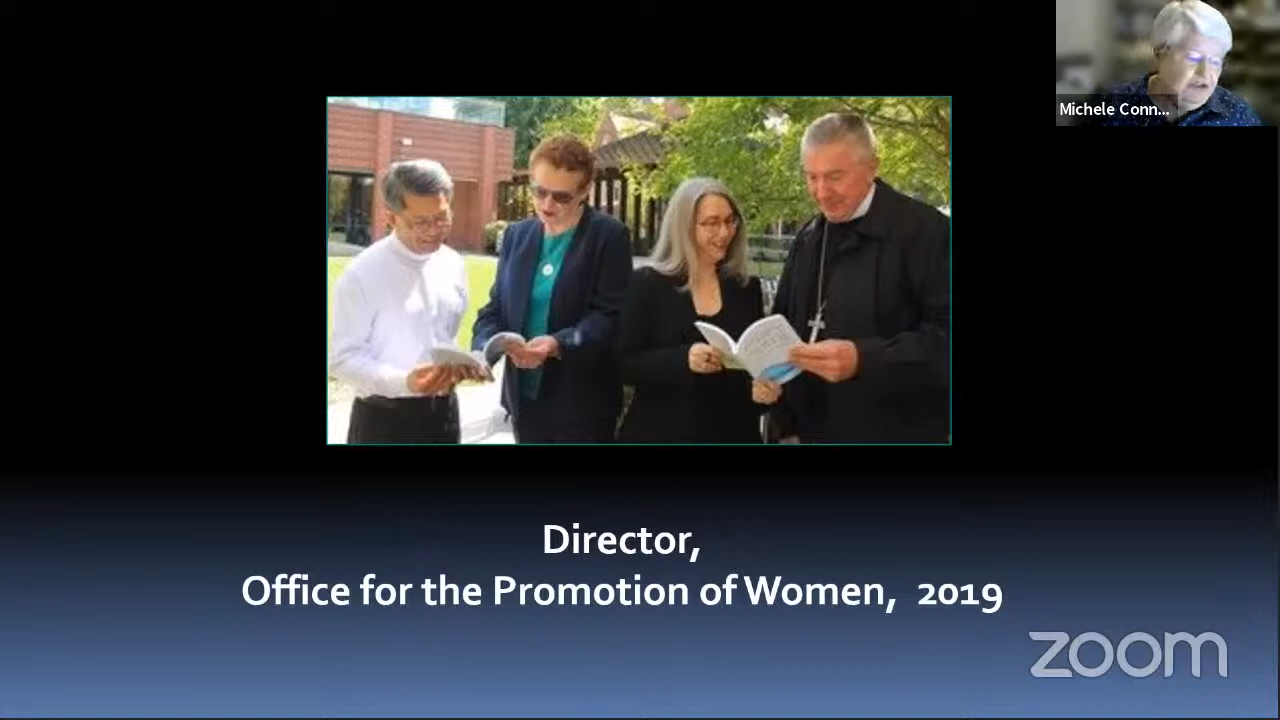 Michele Conn...
Director,
Office for the Promotion of Women, 2019
zoom